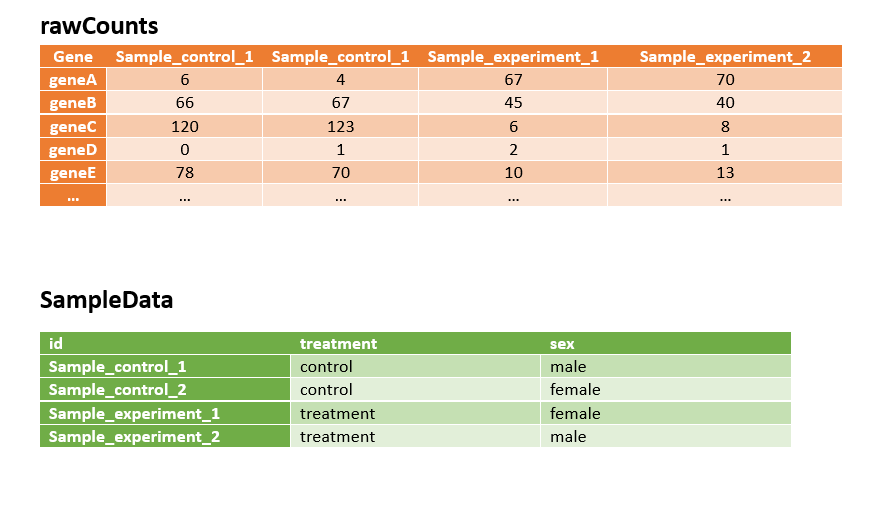 rawCounts
Gene Sample_control_1 Sample_control_1 Sample_experiment_1 Sample_experiment_2
geneA 6 4 67 70
geneB 66 67 45 40
geneC 120 123 6 8
geneD 0 1 2 1
geneE 78 70 10 13
... ... ... ... ...
SampleData
id treatment sex
Sample_control_1 control male
Sample_control_2 control female
Sample_experiment_1 treatment female
Sample_experiment_2 treatment male